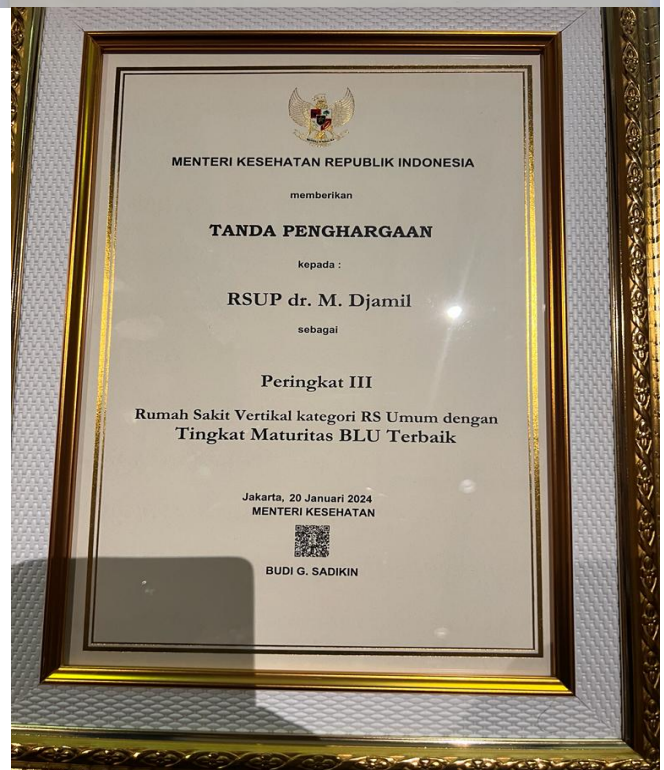 MENTERI KESEHATAN REPUBLIK INDONESIA
memberikan
TANDA PENGHARGAAN
kepada :
RSUP dr. M. Djamil
sebagai
Peringkat III
Rumah Sakit Vertikal kategori RS Umum dengan
Tingkat Maturitas BLU Terbaik
Jakarta, 20 Januari 2024
MENTERI KESEHATAN
BUDI G. SADIKIN